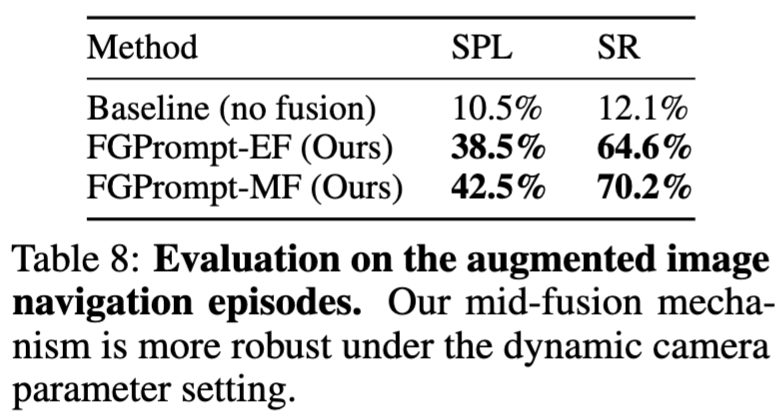 Method SPL SR
Baseline (no fusion) 10.5% 12.1%
FGPrompt-EF (Ours) 38.5% 64.6%
FGPrompt-MF (Ours) 42.5% 70.2%
Table 8: Evaluation on the augmented image
navigation episodes. Our mid-fusion mecha-
nism is more robust under the dynamic camera
parameter setting.